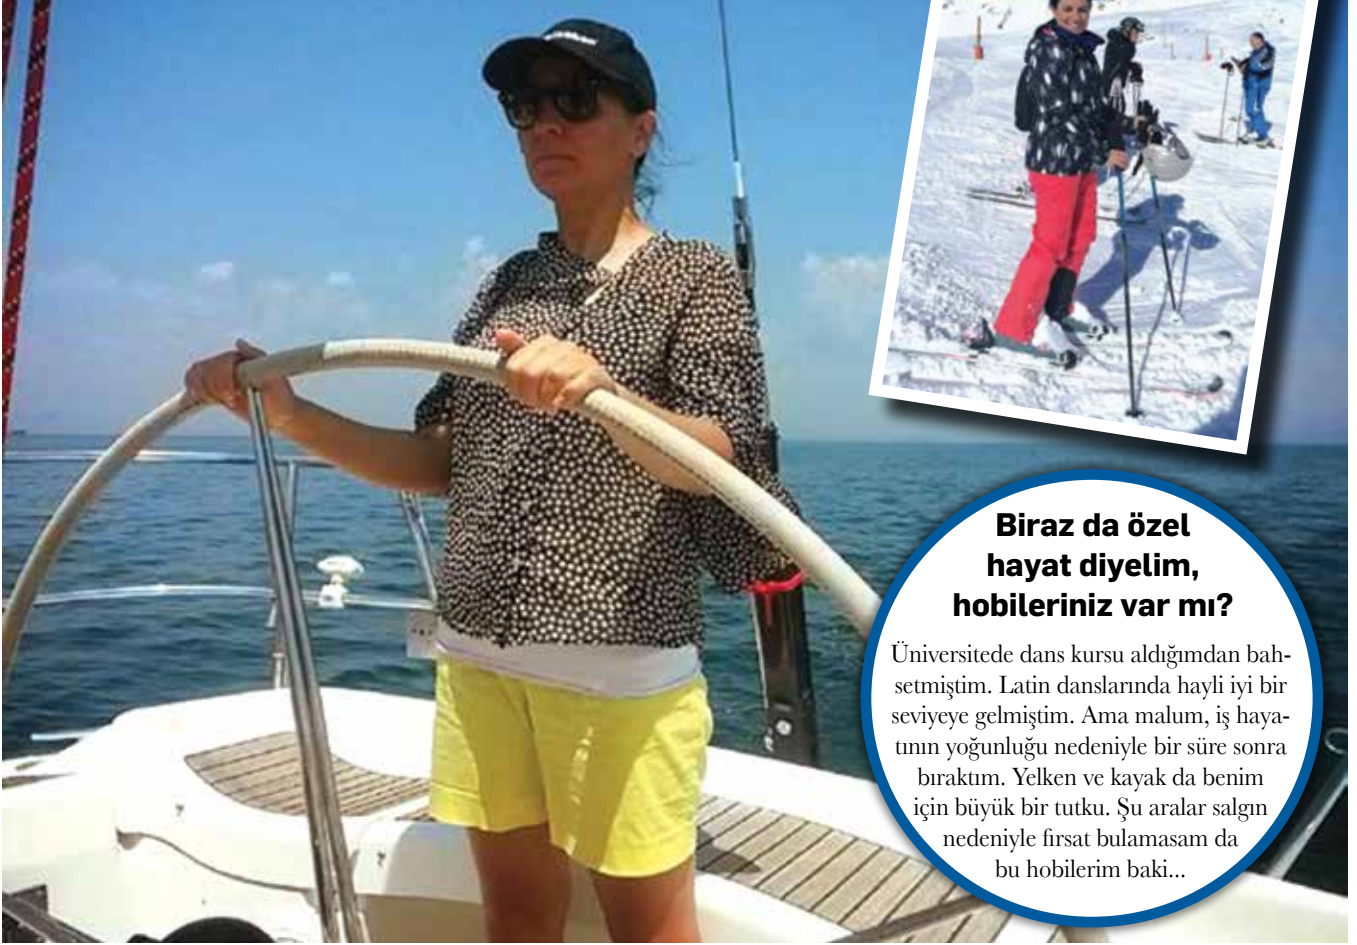 Biraz da özel
hayat diyelim,
hobileriniz var mı?
Üniversitede dans kursu aldığımdan bah-
setmiştim. Latin danslarında hayli iyi bir
seviyeye gelmiştim. Ama malum, iş haya-
tının yoğunluğu nedeniyle bir süre sonra
bıraktım. Yelken ve kayak da benim
için büyük bir tutku. Şu aralar salgın
nedeniyle fırsat bulamasam da
bu hobilerim baki...